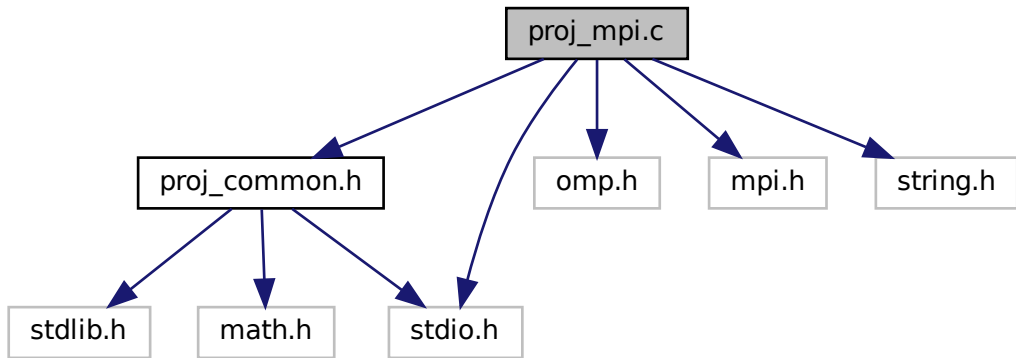 proj_mpi.c
proj_common.h
omp.h
mpi.h
string.h
stdlib.h
math.h
stdio.h